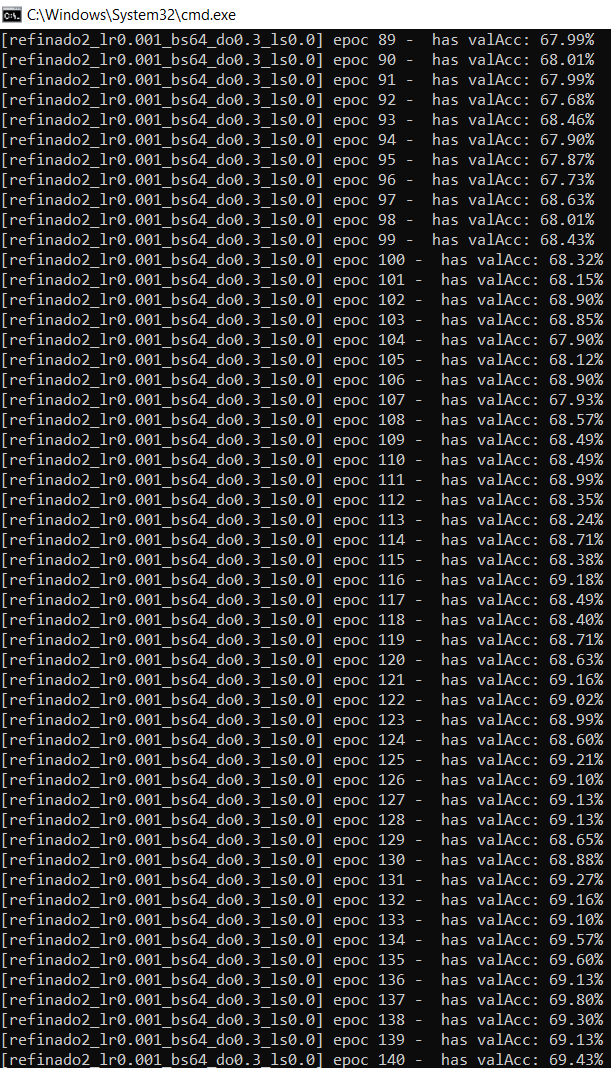 C:\Windows\System32\cmd.exe
[refinado2_lr0.001_bs64_do0.3_ls0.0] epoc 89 -  has valAcc: 67.99%
[refinado2_lr0.001_bs64_do0.3_ls0.0] epoc 90 -  has valAcc: 68.01%
[refinado2_lr0.001_bs64_do0.3_ls0.0] epoc 91 -  has valAcc: 67.99%
[refinado2_lr0.001_bs64_do0.3_ls0.0] epoc 92 -  has valAcc: 67.68%
[refinado2_lr0.001_bs64_do0.3_ls0.0] epoc 93 -  has valAcc: 68.46%
[refinado2_lr0.001_bs64_do0.3_ls0.0] epoc 94 -  has valAcc: 67.90%
[refinado2_lr0.001_bs64_do0.3_ls0.0] epoc 95 -  has valAcc: 67.87%
[refinado2_lr0.001_bs64_do0.3_ls0.0] epoc 96 -  has valAcc: 67.73%
[refinado2_lr0.001_bs64_do0.3_ls0.0] epoc 97 -  has valAcc: 68.63%
[refinado2_lr0.001_bs64_do0.3_ls0.0] epoc 98 -  has valAcc: 68.01%
[refinado2_lr0.001_bs64_do0.3_ls0.0] epoc 99 -  has valAcc: 68.43%
[refinado2_lr0.001_bs64_do0.3_ls0.0] epoc 100 -  has valAcc: 68.32%
[refinado2_lr0.001_bs64_do0.3_ls0.0] epoc 101 -  has valAcc: 68.15%
[refinado2_lr0.001_bs64_do0.3_ls0.0] epoc 102 -  has valAcc: 68.90%
[refinado2_lr0.001_bs64_do0.3_ls0.0] epoc 103 -  has valAcc: 68.85%
[refinado2_lr0.001_bs64_do0.3_ls0.0] epoc 104 -  has valAcc: 67.90%
[refinado2_lr0.001_bs64_do0.3_ls0.0] epoc 105 -  has valAcc: 68.12%
[refinado2_lr0.001_bs64_do0.3_ls0.0] epoc 106 -  has valAcc: 68.90%
[refinado2_lr0.001_bs64_do0.3_ls0.0] epoc 107 -  has valAcc: 67.93%
[refinado2_lr0.001_bs64_do0.3_ls0.0] epoc 108 -  has valAcc: 68.57%
[refinado2_lr0.001_bs64_do0.3_ls0.0] epoc 109 -  has valAcc: 68.49%
[refinado2_lr0.001_bs64_do0.3_ls0.0] epoc 110 -  has valAcc: 68.49%
[refinado2_lr0.001_bs64_do0.3_ls0.0] epoc 111 -  has valAcc: 68.99%
[refinado2_lr0.001_bs64_do0.3_ls0.0] epoc 112 -  has valAcc: 68.35%
[refinado2_lr0.001_bs64_do0.3_ls0.0] epoc 113 -  has valAcc: 68.24%
[refinado2_lr0.001_bs64_do0.3_ls0.0] epoc 114 -  has valAcc: 68.71%
[refinado2_lr0.001_bs64_do0.3_ls0.0] epoc 115 -  has valAcc: 68.38%
[refinado2_lr0.001_bs64_do0.3_ls0.0] epoc 116 -  has valAcc: 69.18%
[refinado2_lr0.001_bs64_do0.3_ls0.0] epoc 117 -  has valAcc: 68.49%
[refinado2_lr0.001_bs64_do0.3_ls0.0] epoc 118 -  has valAcc: 68.40%
[refinado2_lr0.001_bs64_do0.3_ls0.0] epoc 119 -  has valAcc: 68.71%
[refinado2_lr0.001_bs64_do0.3_ls0.0] epoc 120 -  has valAcc: 68.63%
[refinado2_lr0.001_bs64_do0.3_ls0.0] epoc 121 -  has valAcc: 69.16%
[refinado2_lr0.001_bs64_do0.3_ls0.0] epoc 122 -  has valAcc: 69.02%
[refinado2_lr0.001_bs64_do0.3_ls0.0] epoc 123 -  has valAcc: 68.99%
[refinado2_lr0.001_bs64_do0.3_ls0.0] epoc 124 -  has valAcc: 68.60%
[refinado2_lr0.001_bs64_do0.3_ls0.0] epoc 125 -  has valAcc: 69.21%
[refinado2_lr0.001_bs64_do0.3_ls0.0] epoc 126 -  has valAcc: 69.10%
[refinado2_lr0.001_bs64_do0.3_ls0.0] epoc 127 -  has valAcc: 69.13%
[refinado2_lr0.001_bs64_do0.3_ls0.0] epoc 128 -  has valAcc: 69.13%
[refinado2_lr0.001_bs64_do0.3_ls0.0] epoc 129 -  has valAcc: 68.65%
[refinado2_lr0.001_bs64_do0.3_ls0.0] epoc 130 -  has valAcc: 68.88%
[refinado2_lr0.001_bs64_do0.3_ls0.0] epoc 131 -  has valAcc: 69.27%
[refinado2_lr0.001_bs64_do0.3_ls0.0] epoc 132 -  has valAcc: 69.16%
[refinado2_lr0.001_bs64_do0.3_ls0.0] epoc 133 -  has valAcc: 69.10%
[refinado2_lr0.001_bs64_do0.3_ls0.0] epoc 134 -  has valAcc: 69.57%
[refinado2_lr0.001_bs64_do0.3_ls0.0] epoc 135 -  has valAcc: 69.60%
[refinado2_lr0.001_bs64_do0.3_ls0.0] epoc 136 -  has valAcc: 69.13%
[refinado2_lr0.001_bs64_do0.3_ls0.0] epoc 137 -  has valAcc: 69.80%
[refinado2_lr0.001_bs64_do0.3_ls0.0] epoc 138 -  has valAcc: 69.30%
[refinado2_lr0.001_bs64_do0.3_ls0.0] epoc 139 -  has valAcc: 69.13%
[refinado2_lr0.001_bs64_do0.3_ls0.0] epoc 140 -  has valAcc: 69.43%